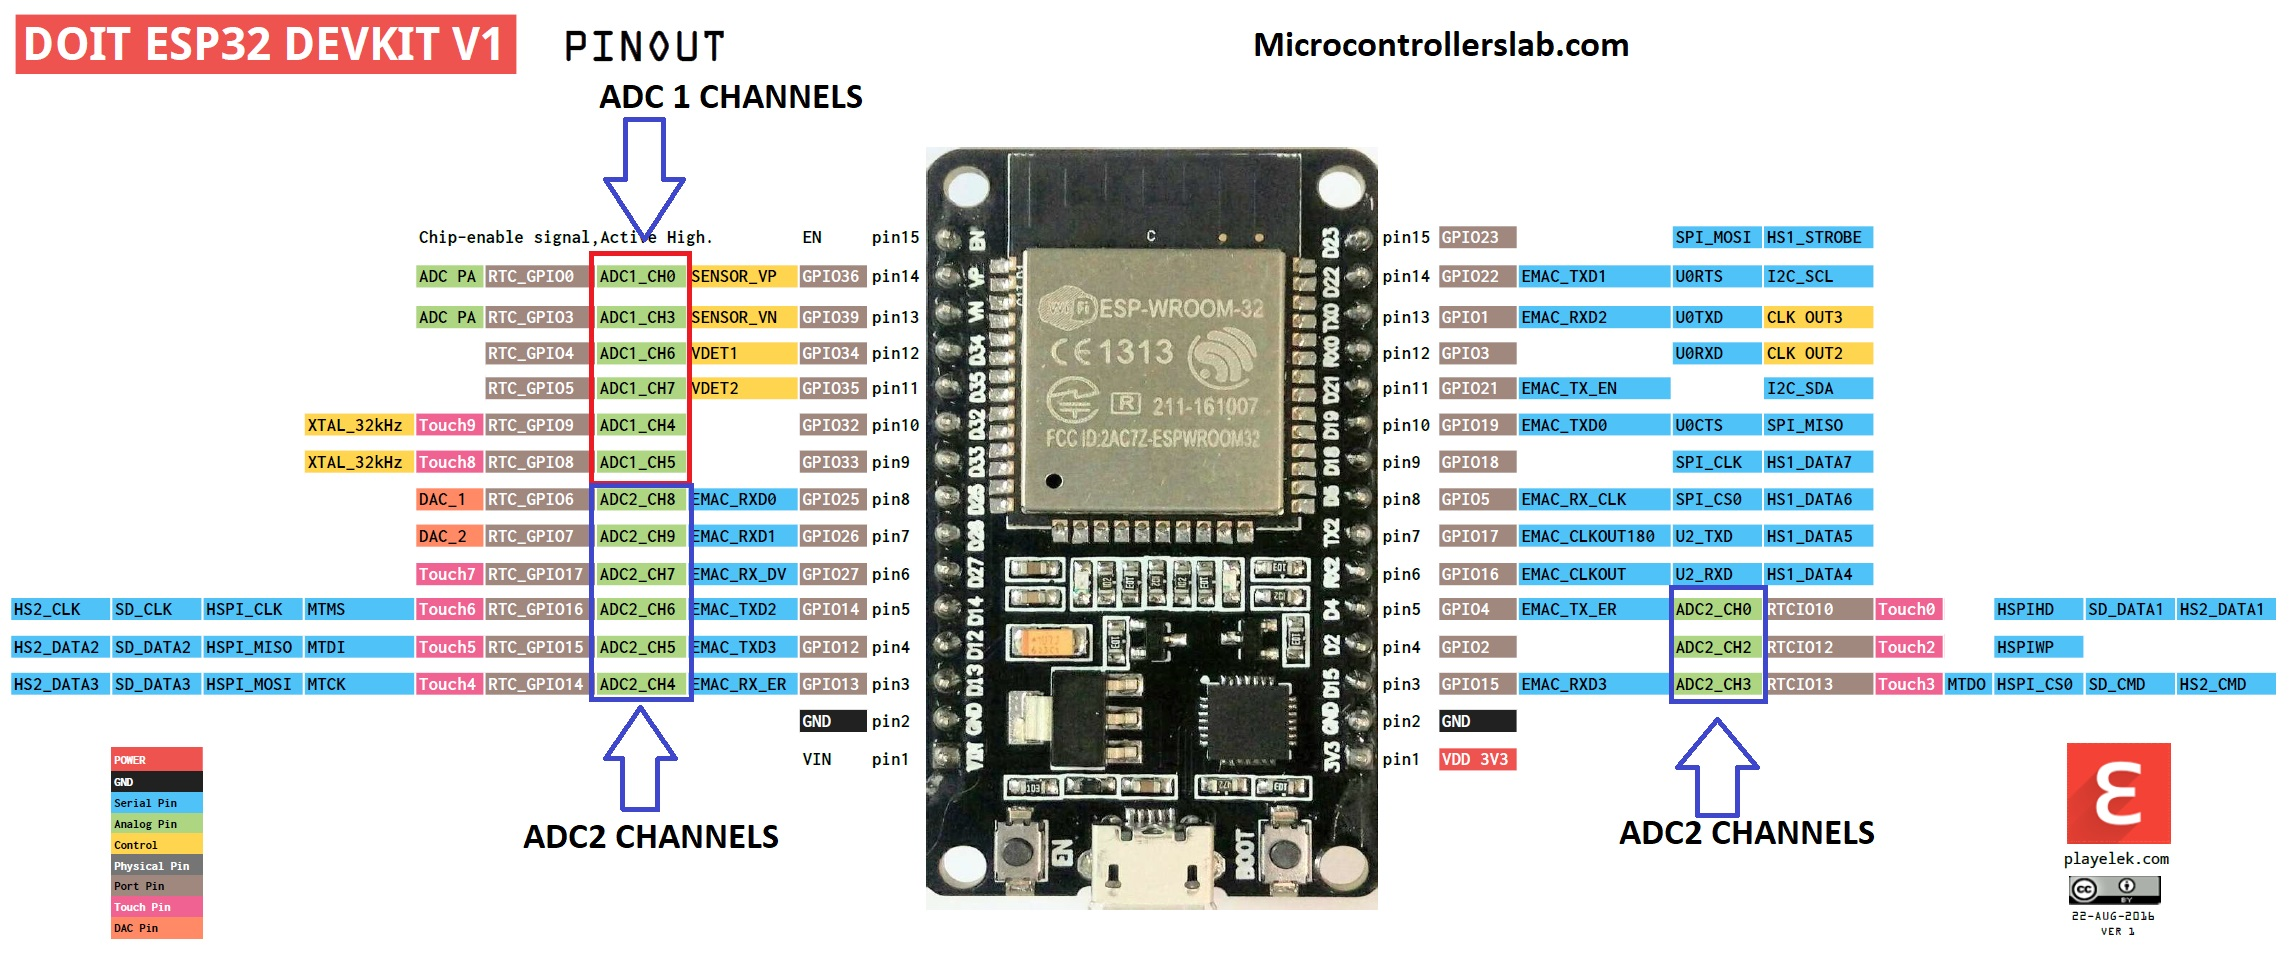 DOIT ESP32 DEVKIT V1
PINOUT
Microcontrollerslab.com
ADC 1 CHANNELS
Chip-enable signal,Active High. EN pin15
ADC PA RTC_GPIO0 ADC1_CH0 SENSOR_VP GPIO36 pin14
ADC PA RTC_GPIO3 ADC1_CH3 SENSOR_VN GPIO39 pin13
RTC_GPIO4 ADC1_CH6 VDET1 GPIO34 pin12
RTC_GPIO5 ADC1_CH7 VDET2 GPIO35 pin11
XTAL_32kHz Touch9 RTC_GPIO9 ADC1_CH4 GPIO32 pin10
XTAL_32kHz Touch8 RTC_GPIO8 ADC1_CH5 GPIO33 pin9
DAC_1 RTC_GPIO6 ADC2_CH8 EMAC_RXD0 GPIO25 pin8
DAC_2 RTC_GPIO7 ADC2_CH9 EMAC_RXD1 GPIO26 pin7
Touch7 RTC_GPIO17 ADC2_CH7 EMAC_RX_DV GPIO27 pin6
HS2_CLK SD_CLK HSPI_CLK MTMS Touch6 RTC_GPIO16 ADC2_CH6 EMAC_TXD2 GPIO14 pin5
HS2_DATA2 SD_DATA2 HSPI_MISO MTDI Touch5 RTC_GPIO15 ADC2_CH5 EMAC_TXD3 GPIO12 pin4
HS2_DATA3 SD_DATA3 HSPI_MOSI MTCK Touch4 RTC_GPIO14 ADC2_CH4 EMAC_RX_ER GPIO13 pin3
GND pin2
VIN pin1
ADC2 CHANNELS
POWER
GND
Serial Pin
Analog Pin
Control
Physical Pin
Port Pin
Touch Pin
DAC Pin
EN
VP
VN
D34
D35
D32
D33
D25
D26
D27
D14
D12
D13
GND
VIN
C
Wi Fi ESP-WROOM-32
CE 1313
R 211-161007
FCC ID:2AC7Z-ESPWROOM32
EN
BOOT
D23
D22
TX0
RX0
D21
D19
D18
D5
TX2
RX2
D4
D2
D15
GND
3V3
pin15 GPIO23 SPI_MOSI HS1_STROBE
pin14 GPIO22 EMAC_TXD1 U0RTS I2C_SCL
pin13 GPIO1 EMAC_RXD2 U0TXD CLK OUT3
pin12 GPIO3 U0RXD CLK OUT2
pin11 GPIO21 EMAC_TX_EN I2C_SDA
pin10 GPIO19 EMAC_TXD0 U0CTS SPI_MISO
pin9 GPIO18 SPI_CLK HS1_DATA7
pin8 GPIO5 EMAC_RX_CLK SPI_CS0 HS1_DATA6
pin7 GPIO17 EMAC_CLKOUT180 U2_TXD HS1_DATA5
pin6 GPIO16 EMAC_CLKOUT U2_RXD HS1_DATA4
pin5 GPIO4 EMAC_TX_ER ADC2_CH0 RTCIO10 Touch0 HSPIHD SD_DATA1 HS2_DATA1
pin4 GPIO2 ADC2_CH2 RTCIO12 Touch2 HSPIWP
pin3 GPIO15 EMAC_RXD3 ADC2_CH3 RTCIO13 Touch3 MTDO HSPI_CS0 SD_CMD HS2_CMD
pin2 GND
pin1 VDD 3V3
ADC2 CHANNELS
playelek.com
CC BY
22-AUG-2016
VER 1